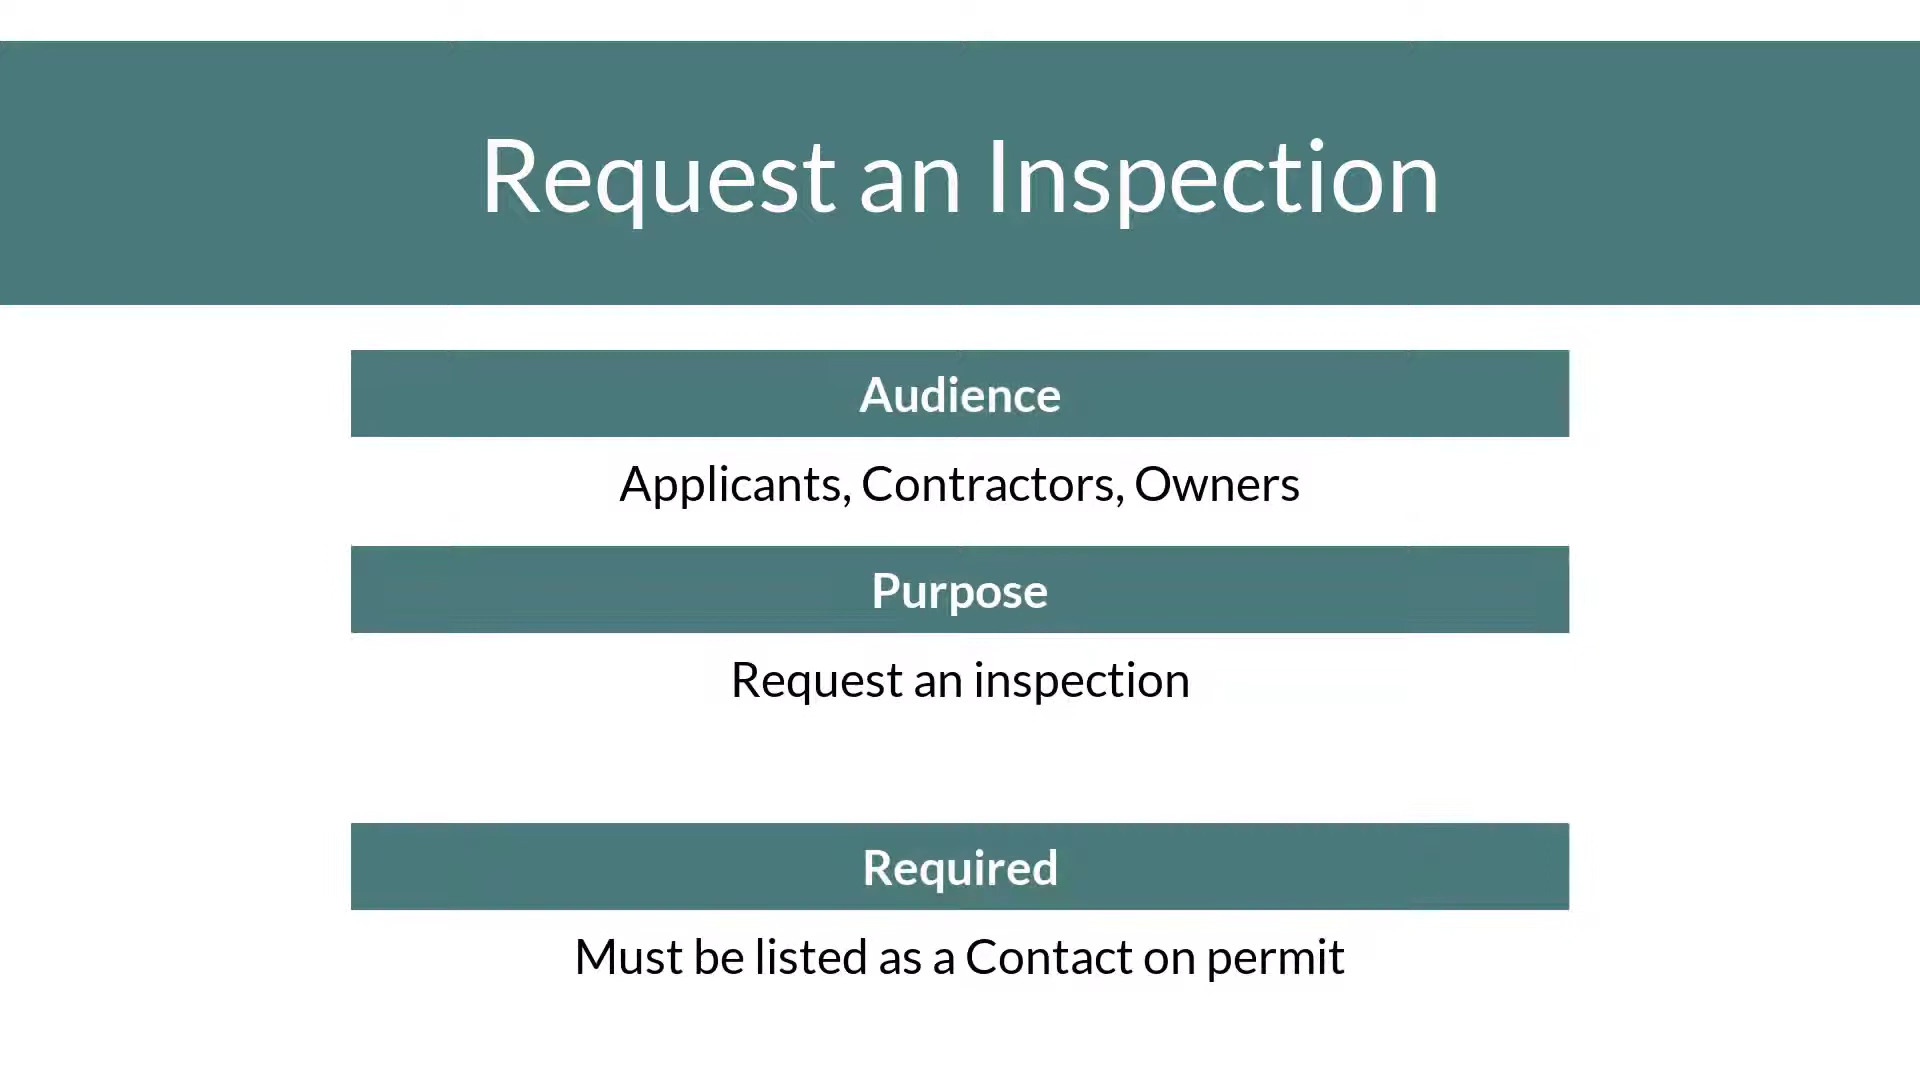 Request an Inspection
Audience
Applicants, Contractors, Owners
Purpose
Request an inspection
Required
Must be listed as a Contact on permit